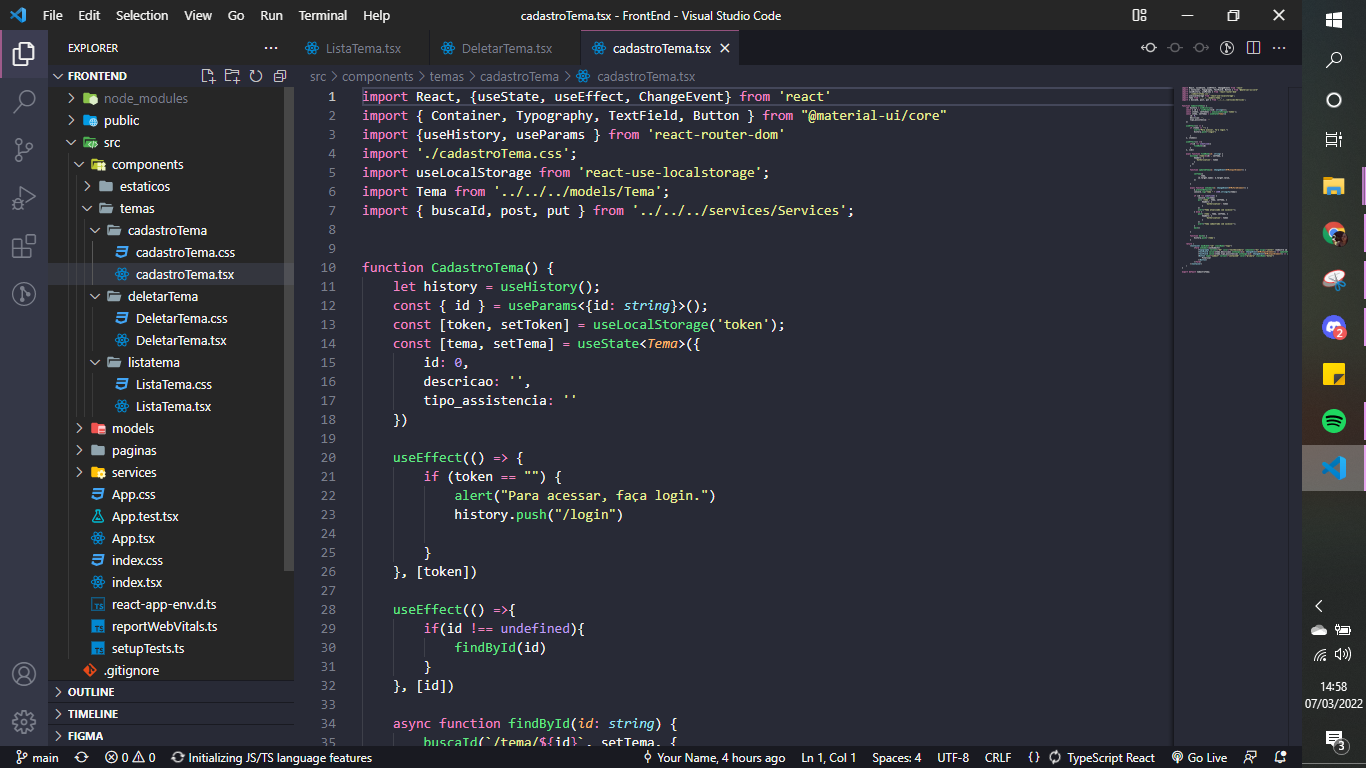 File Edit Selection View Go Run Terminal Help
cadastroTema.tsx - FrontEnd - Visual Studio Code
EXPLORER
FRONTEND
node_modules
public
src
components
estaticos
temas
cadastroTema
cadastroTema.css
cadastroTema.tsx
deletarTema
DeletarTema.css
DeletarTema.tsx
listatema
ListaTema.css
ListaTema.tsx
models
paginas
services
App.css
App.test.tsx
App.tsx
index.css
index.tsx
react-app-env.d.ts
reportWebVitals.ts
setupTests.ts
.gitignore
OUTLINE
TIMELINE
FIGMA
ListaTema.tsx DeletarTema.tsx cadastroTema.tsx
src > components > temas > cadastroTema > cadastroTema.tsx
1 import React, {useState, useEffect, ChangeEvent} from 'react'
2 import { Container, Typography, TextField, Button } from "@material-ui/core"
3 import {useHistory, useParams } from 'react-router-dom'
4 import './cadastroTema.css';
5 import useLocalStorage from 'react-use-localstorage';
6 import Tema from '../../../models/Tema';
7 import { buscaId, post, put } from '../../../services/Services';
8
9
10 function CadastroTema() {
11 let history = useHistory();
12 const { id } = useParams<{id: string}>();
13 const [token, setToken] = useLocalStorage('token');
14 const [tema, setTema] = useState<Tema>({
15 id: 0,
16 descricao: '',
17 tipo_assistencia: ''
18 })
19
20 useEffect(() => {
21 if (token == "") {
22 alert("Para acessar, faça login.")
23 history.push("/login")
24
25 }
26 }, [token])
27
28 useEffect(() =>{
29 if(id !== undefined){
30 findById(id)
31 }
32 }, [id])
33
34 async function findById(id: string) {
35 buscaId(`/tema/${id}`, setTema, {
main 0 0 Initializing JS/TS language features
Your Name, 4 hours ago Ln 1, Col 1 Spaces: 4 UTF-8 CRLF {} TypeScript React Go Live
2
14:58
07/03/2022
3